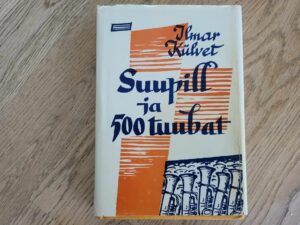 Ilmar
Külvet
Suupill
ja
500 tuubat